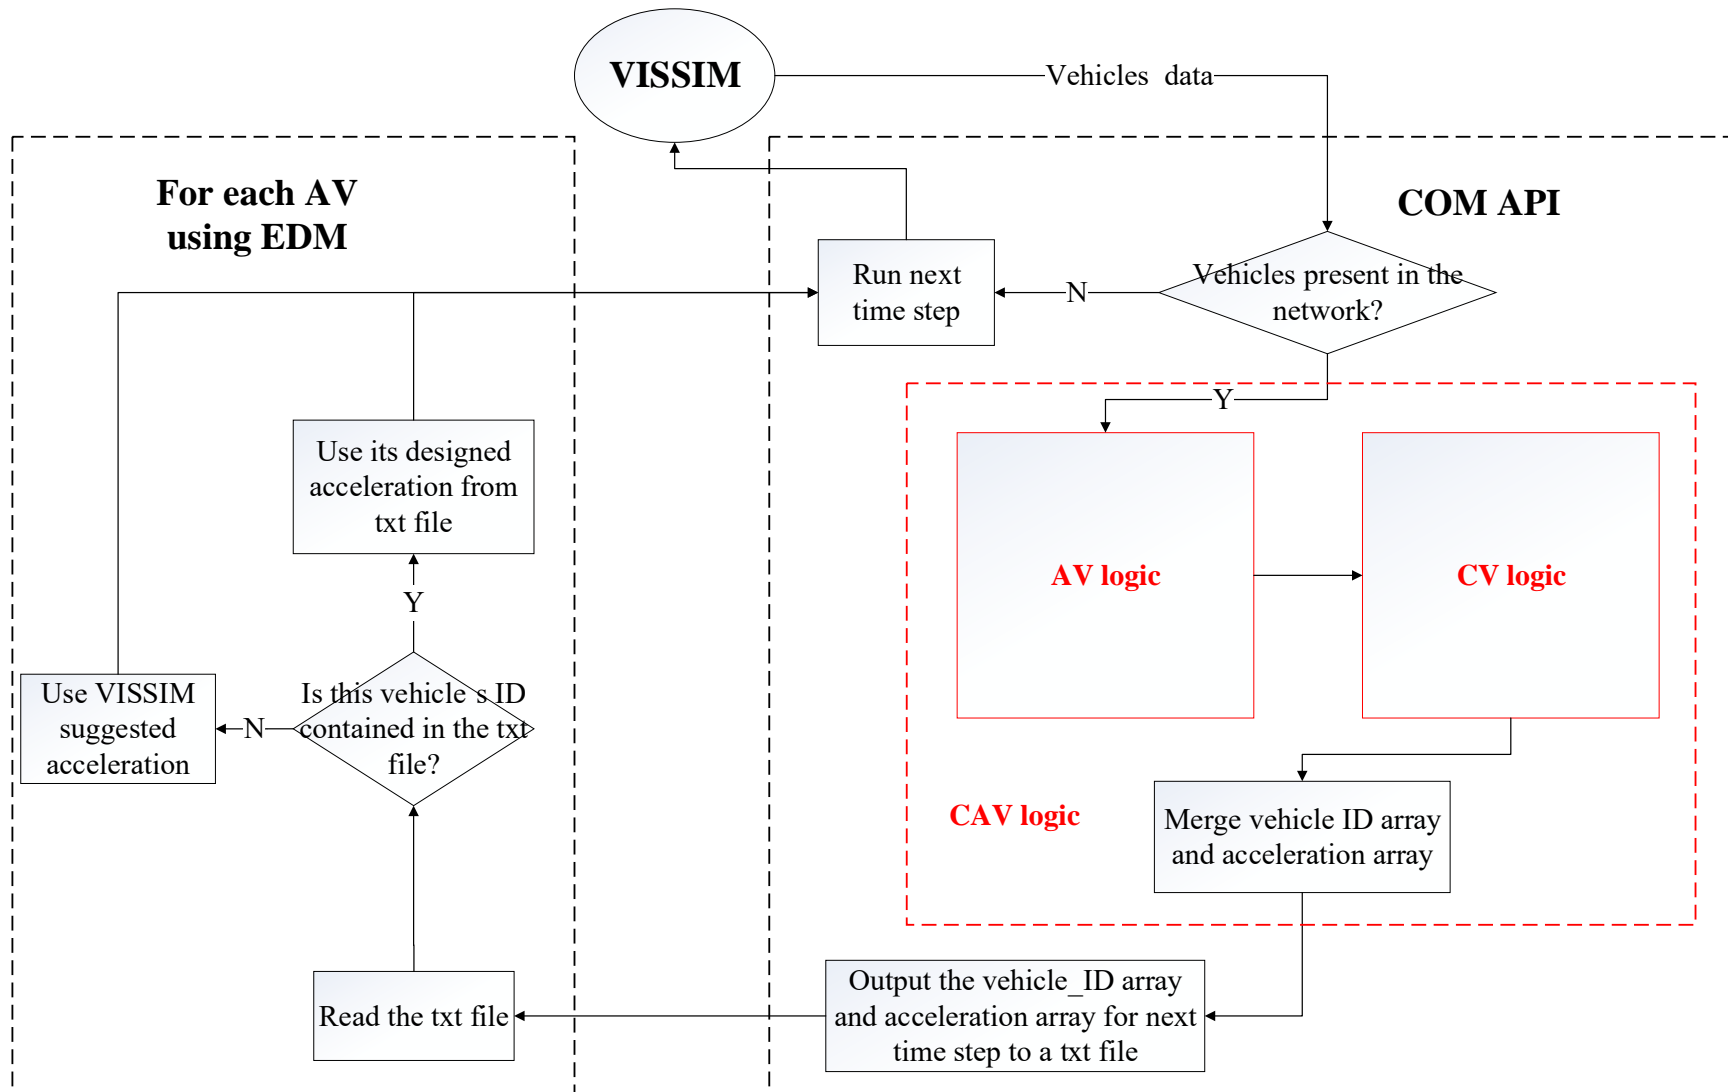 VISSIM
Vehicles data
For each AV
using EDM
COM API
Run next
time step
N
Vehicles present in the
network?
Y
Use its designed
acceleration from
txt file
AV logic
CV logic
Y
Use VISSIM
suggested
acceleration
N
Is this vehicle s ID
contained in the txt
file?
CAV logic
Merge vehicle ID array
and acceleration array
Read the txt file
Output the vehicle_ID array
and acceleration array for next
time step to a txt file